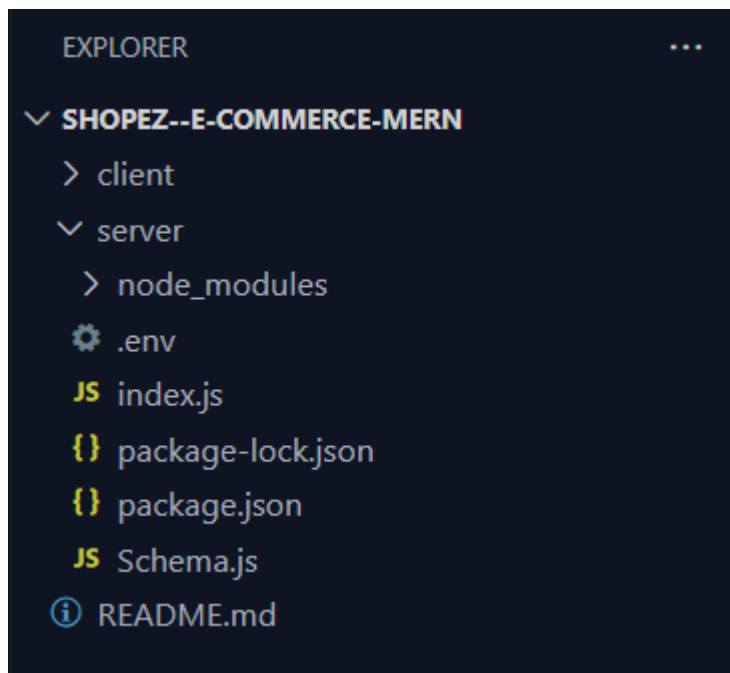 EXPLORER ...
SHOPEZ--E-COMMERCE-MERN
client
server
node_modules
.env
JS index.js
{} package-lock.json
{} package.json
JS Schema.js
README.md